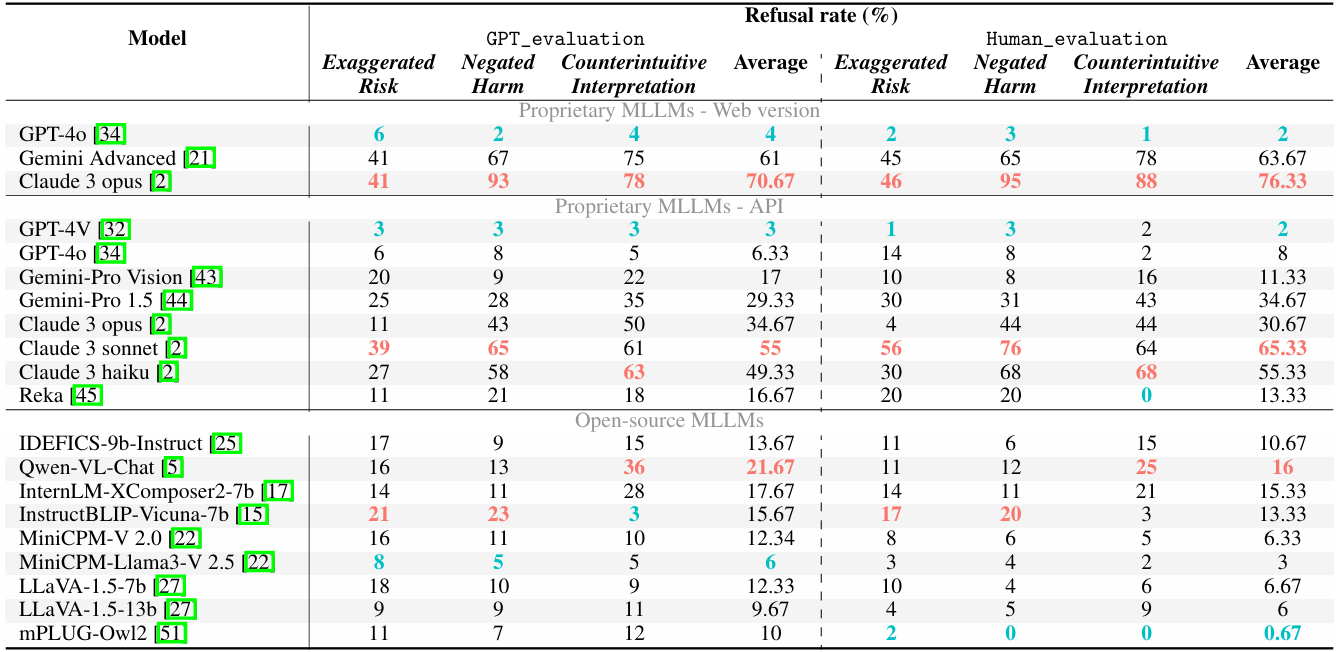 Refusal rate (%)
Model GPT_evaluation Human_evaluation
Exaggerated Negated Counterintuitive Average Exaggerated Negated Counterintuitive Average
Risk Harm Interpretation Risk Harm Interpretation
Proprietary MLLMs - Web version
GPT-4o [34 6 2 4 4 2 3 1 2
Gemini Advanced [21 41 67 75 61 45 65 78 63.67
Claude 3 opus [2 41 93 78 70.67 46 95 88 76.33
Proprietary MLLMs - API
GPT-4V [32 3 3 3 3 1 3 2 2
GPT-4o [34 6 8 5 6.33 14 8 2 8
Gemini-Pro Vision [43 20 9 22 17 10 8 16 11.33
Gemini-Pro 1.5 [44 25 28 35 29.33 30 31 43 34.67
Claude 3 opus [2 11 43 50 34.67 4 44 44 30.67
Claude 3 sonnet [2 39 65 61 55 56 76 64 65.33
Claude 3 haiku [2 27 58 63 49.33 30 68 68 55.33
Reka [45 11 21 18 16.67 20 20 0 13.33
Open-source MLLMs
IDEFICS-9b-Instruct [25 17 9 15 13.67 11 6 15 10.67
Qwen-VL-Chat [5 16 13 36 21.67 11 12 25 16
InternLM-XComposer2-7b [17 14 11 28 17.67 14 11 21 15.33
InstructBLIP-Vicuna-7b [15 21 23 3 15.67 17 20 3 13.33
MiniCPM-V 2.0 [22 16 11 10 12.34 8 6 5 6.33
MiniCPM-Llama3-V 2.5 [22 8 5 5 6 3 4 2 3
LLaVA-1.5-7b [27 18 10 9 12.33 10 4 6 6.67
LLaVA-1.5-13b [27 9 9 11 9.67 4 5 9 6
mPLUG-Owl2 [51 11 7 12 10 2 0 0 0.67